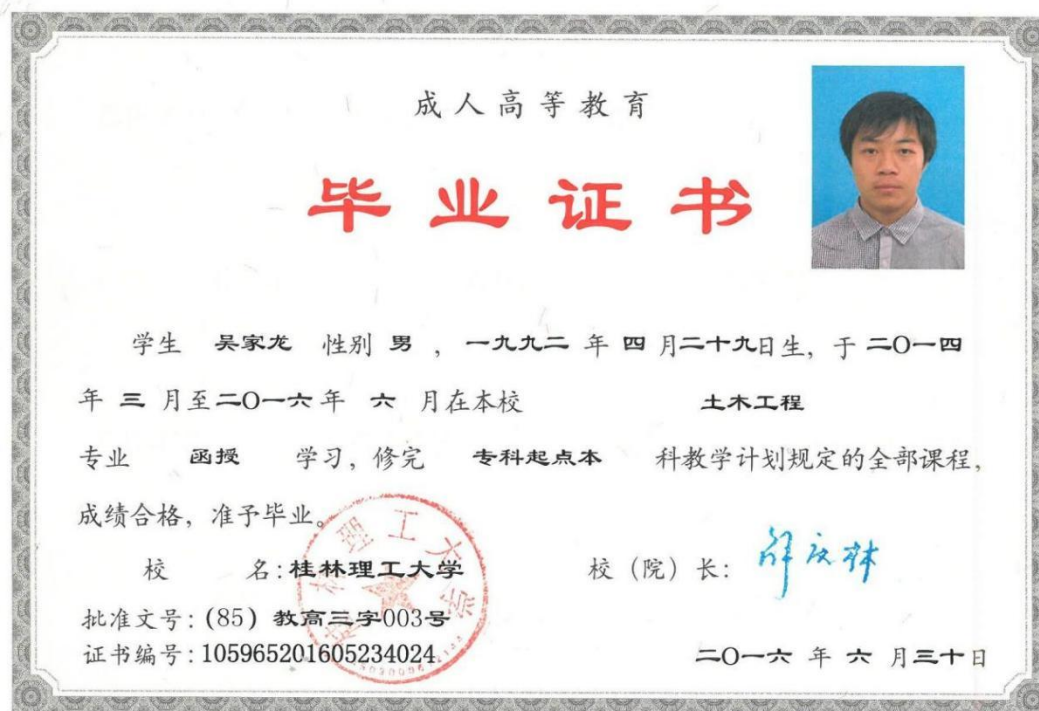 成人高等教育
毕业证书
学生 吴家龙 性别 男 ，一九九二 年 四 月二十九日生，于 二O一四
年 三 月至二O一六年 六 月在本校 土木工程
专业 函授 学习，修完 专科起点本 科教学计划规定的全部课程，
成绩合格，准予毕业。
校 名：桂林理工大学 校（院）长：
批准文号：(85) 教高三字003号
证书编号：105965201605234024
二O一六 年 六 月三十日
桂林理工大学